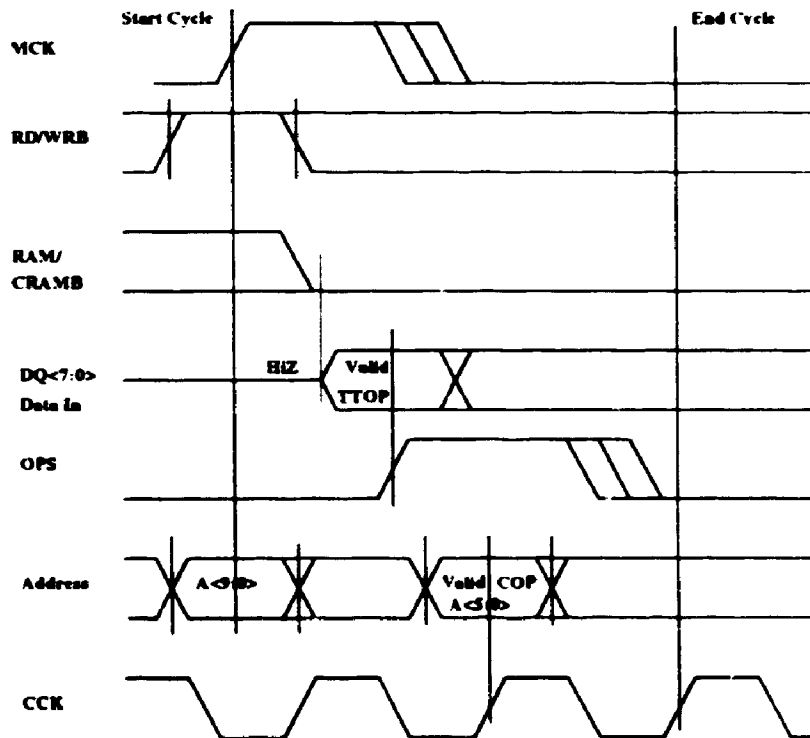 Start Cycle
End Cycle
MCK
RD/WRB
RAM/
CRAMB
HiZ
Valid
TTOP
DQ<7:0>
Data In
OPS
Address
A<9:0>
Valid COP
A<5:0>
CCK